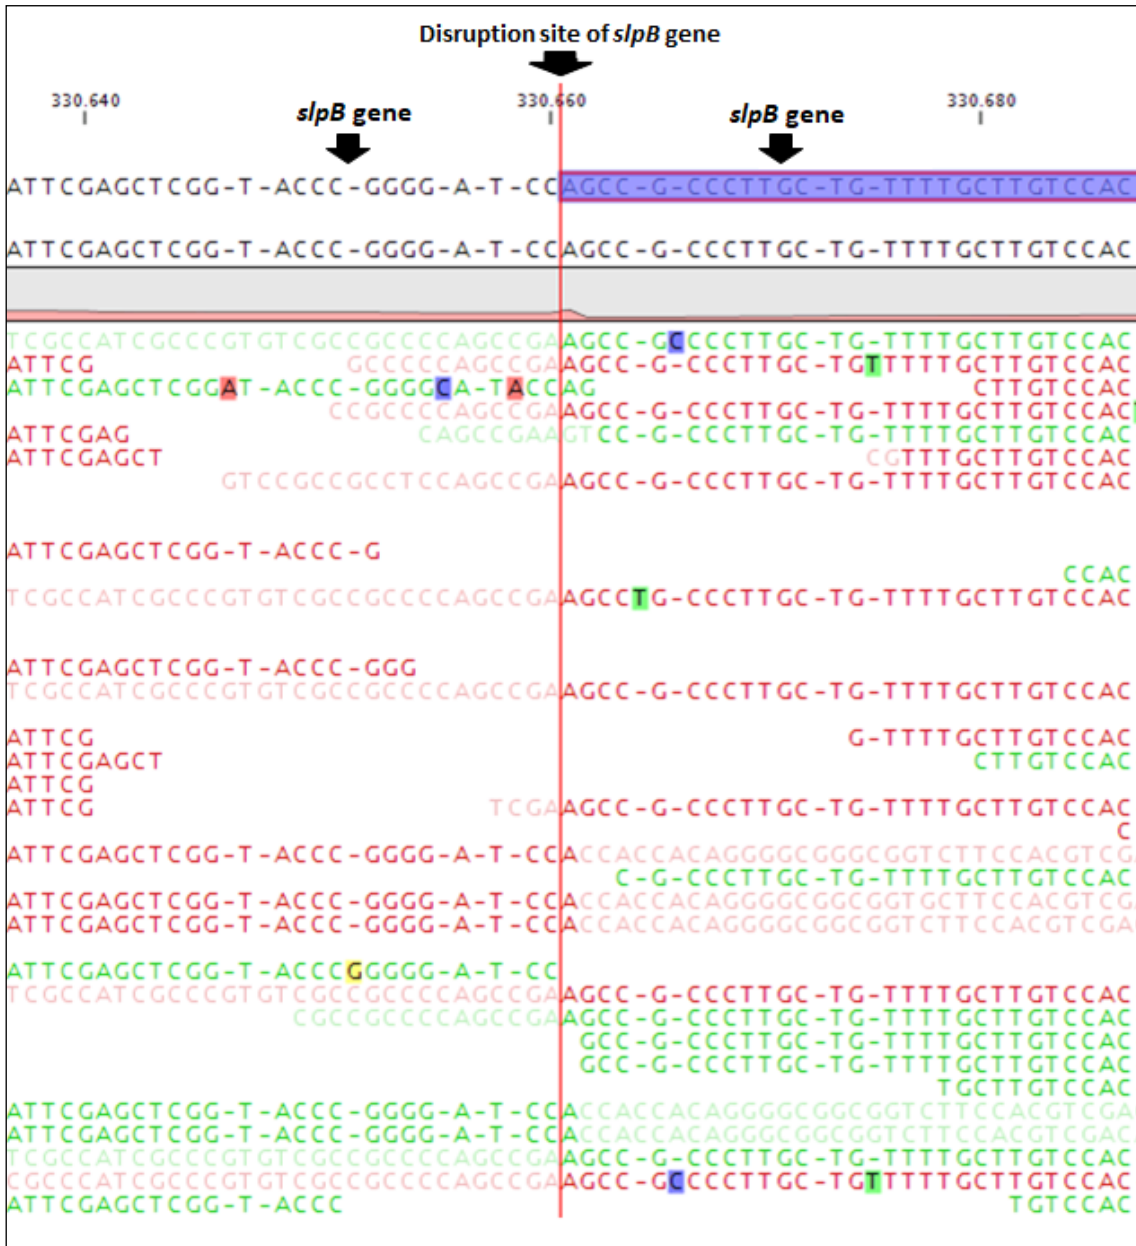 Disruption site of slpB gene
330.640 330.660 330.680
slpB gene slpB gene
ATTCGAGCTCGG-T-ACCC-GGGG-A-T-CCAGCC-G-CCCTTGC-TG-TTTTGCTTGTCCAC
ATTCGAGCTCGG-T-ACCC-GGGG-A-T-CCAGCC-G-CCCTTGC-TG-TTTTGCTTGTCCAC
TCGCCATCGCCCGTGTCGCCGCCCCAGCCGAAGCC-GCCCCTTGC-TG-TTTTGCTTGTCCAC
ATTCG GCCCCCAGCCGAAGCC-G-CCCTTGC-TGTTTTTGCTTGTCCAC
ATTCGAGCTCGGAT-ACCC-GGGGCA-TACCAG CTTGTCCAC
CCGCCCCAGCCGAAGCC-G-CCCTTGC-TG-TTTTGCTTGTCCAC
ATTCGAG CAGCCGAAGTCC-G-CCCTTGC-TG-TTTTGCTTGTCCAC
ATTCGAGCT CGTTTGCTTGTCCAC
GTCCGCCGCCTCCAGCCGAAGCC-G-CCCTTGC-TG-TTTTGCTTGTCCAC
ATTCGAGCTCGG-T-ACCC-G
CCAC
TCGCCATCGCCCGTGTCGCCGCCCCAGCCGAAGCCTG-CCCTTGC-TG-TTTTGCTTGTCCAC
ATTCGAGCTCGG-T-ACCC-GGG
TCGCCATCGCCCGTGTCGCCGCCCCAGCCGAAGCC-G-CCCTTGC-TG-TTTTGCTTGTCCAC
ATTCG G-TTTTGCTTGTCCAC
ATTCGAGCT CTTGTCCAC
ATTCG
ATTCG TCGAAGCC-G-CCCTTGC-TG-TTTTGCTTGTCCAC
C
ATTCGAGCTCGG-T-ACCC-GGGG-A-T-CCACCACCACAGGGGCGGGCGGTCTTCCACGTCG
C-G-CCCTTGC-TG-TTTTGCTTGTCCAC
ATTCGAGCTCGG-T-ACCC-GGGG-A-T-CCACCACCACAGGGGCGGCGGTGCTTCCACGTCG
ATTCGAGCTCGG-T-ACCC-GGGG-A-T-CCACCACCACAGGGGCGGCGGTCTTCCACGTCGA
ATTCGAGCTCGG-T-ACCCGGGGG-A-T-CC
TCGCCATCGCCCGTGTCGCCGCCCCAGCCGAAGCC-G-CCCTTGC-TG-TTTTGCTTGTCCAC
CGCCGCCCCAGCCGAAGCC-G-CCCTTGC-TG-TTTTGCTTGTCCAC
GCC-G-CCCTTGC-TG-TTTTGCTTGTCCAC
GCC-G-CCCTTGC-TG-TTTTGCTTGTCCAC
TGCTTGTCCAC
ATTCGAGCTCGG-T-ACCC-GGGG-A-T-CCACCACCACAGGGGCGGCGGTCTTCCACGTCGA
ATTCGAGCTCGG-T-ACCC-GGGG-A-T-CCACCACCACAGGGCGGCGGTCTTCCACGTCGAC
TCGCCATCGCCCGTGTCGCCGCCCCAGCCGAAGCC-G-CCCTTGC-TG-TTTTGCTTGTCCAC
CGCCCATCGCCCGTGTCGCCGCCCCAGCCGAAGCC-GCCCCTTGC-TGTTTTTGCTTGTCCAC
ATTCGAGCTCGG-T-ACCC TGTCCAC